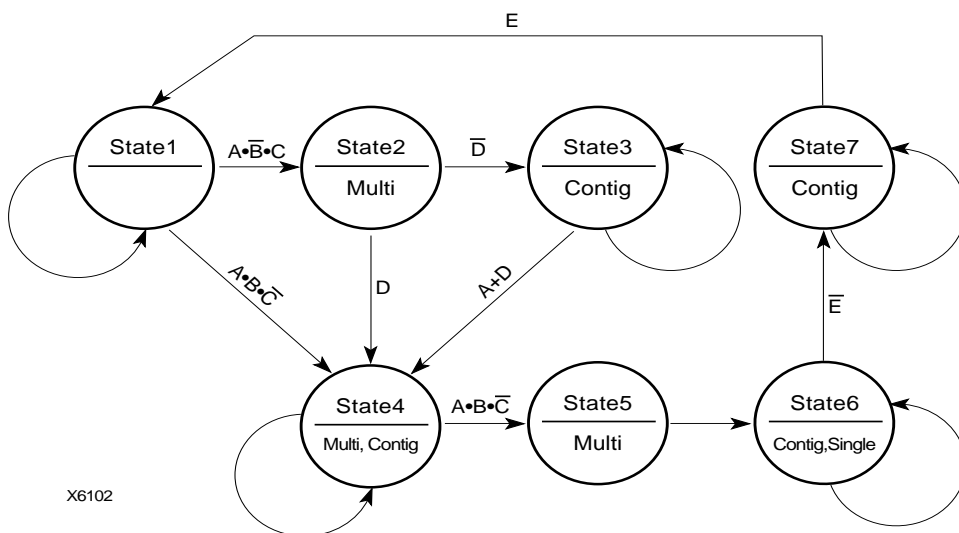 E
State1
A•B̅•C
State2
Multi
D̅
State3
Contig
State7
Contig
A•B•C̅
D
A+D
E̅
State4
Multi, Contig
A•B•C̅
State5
Multi
State6
Contig,Single
X6102